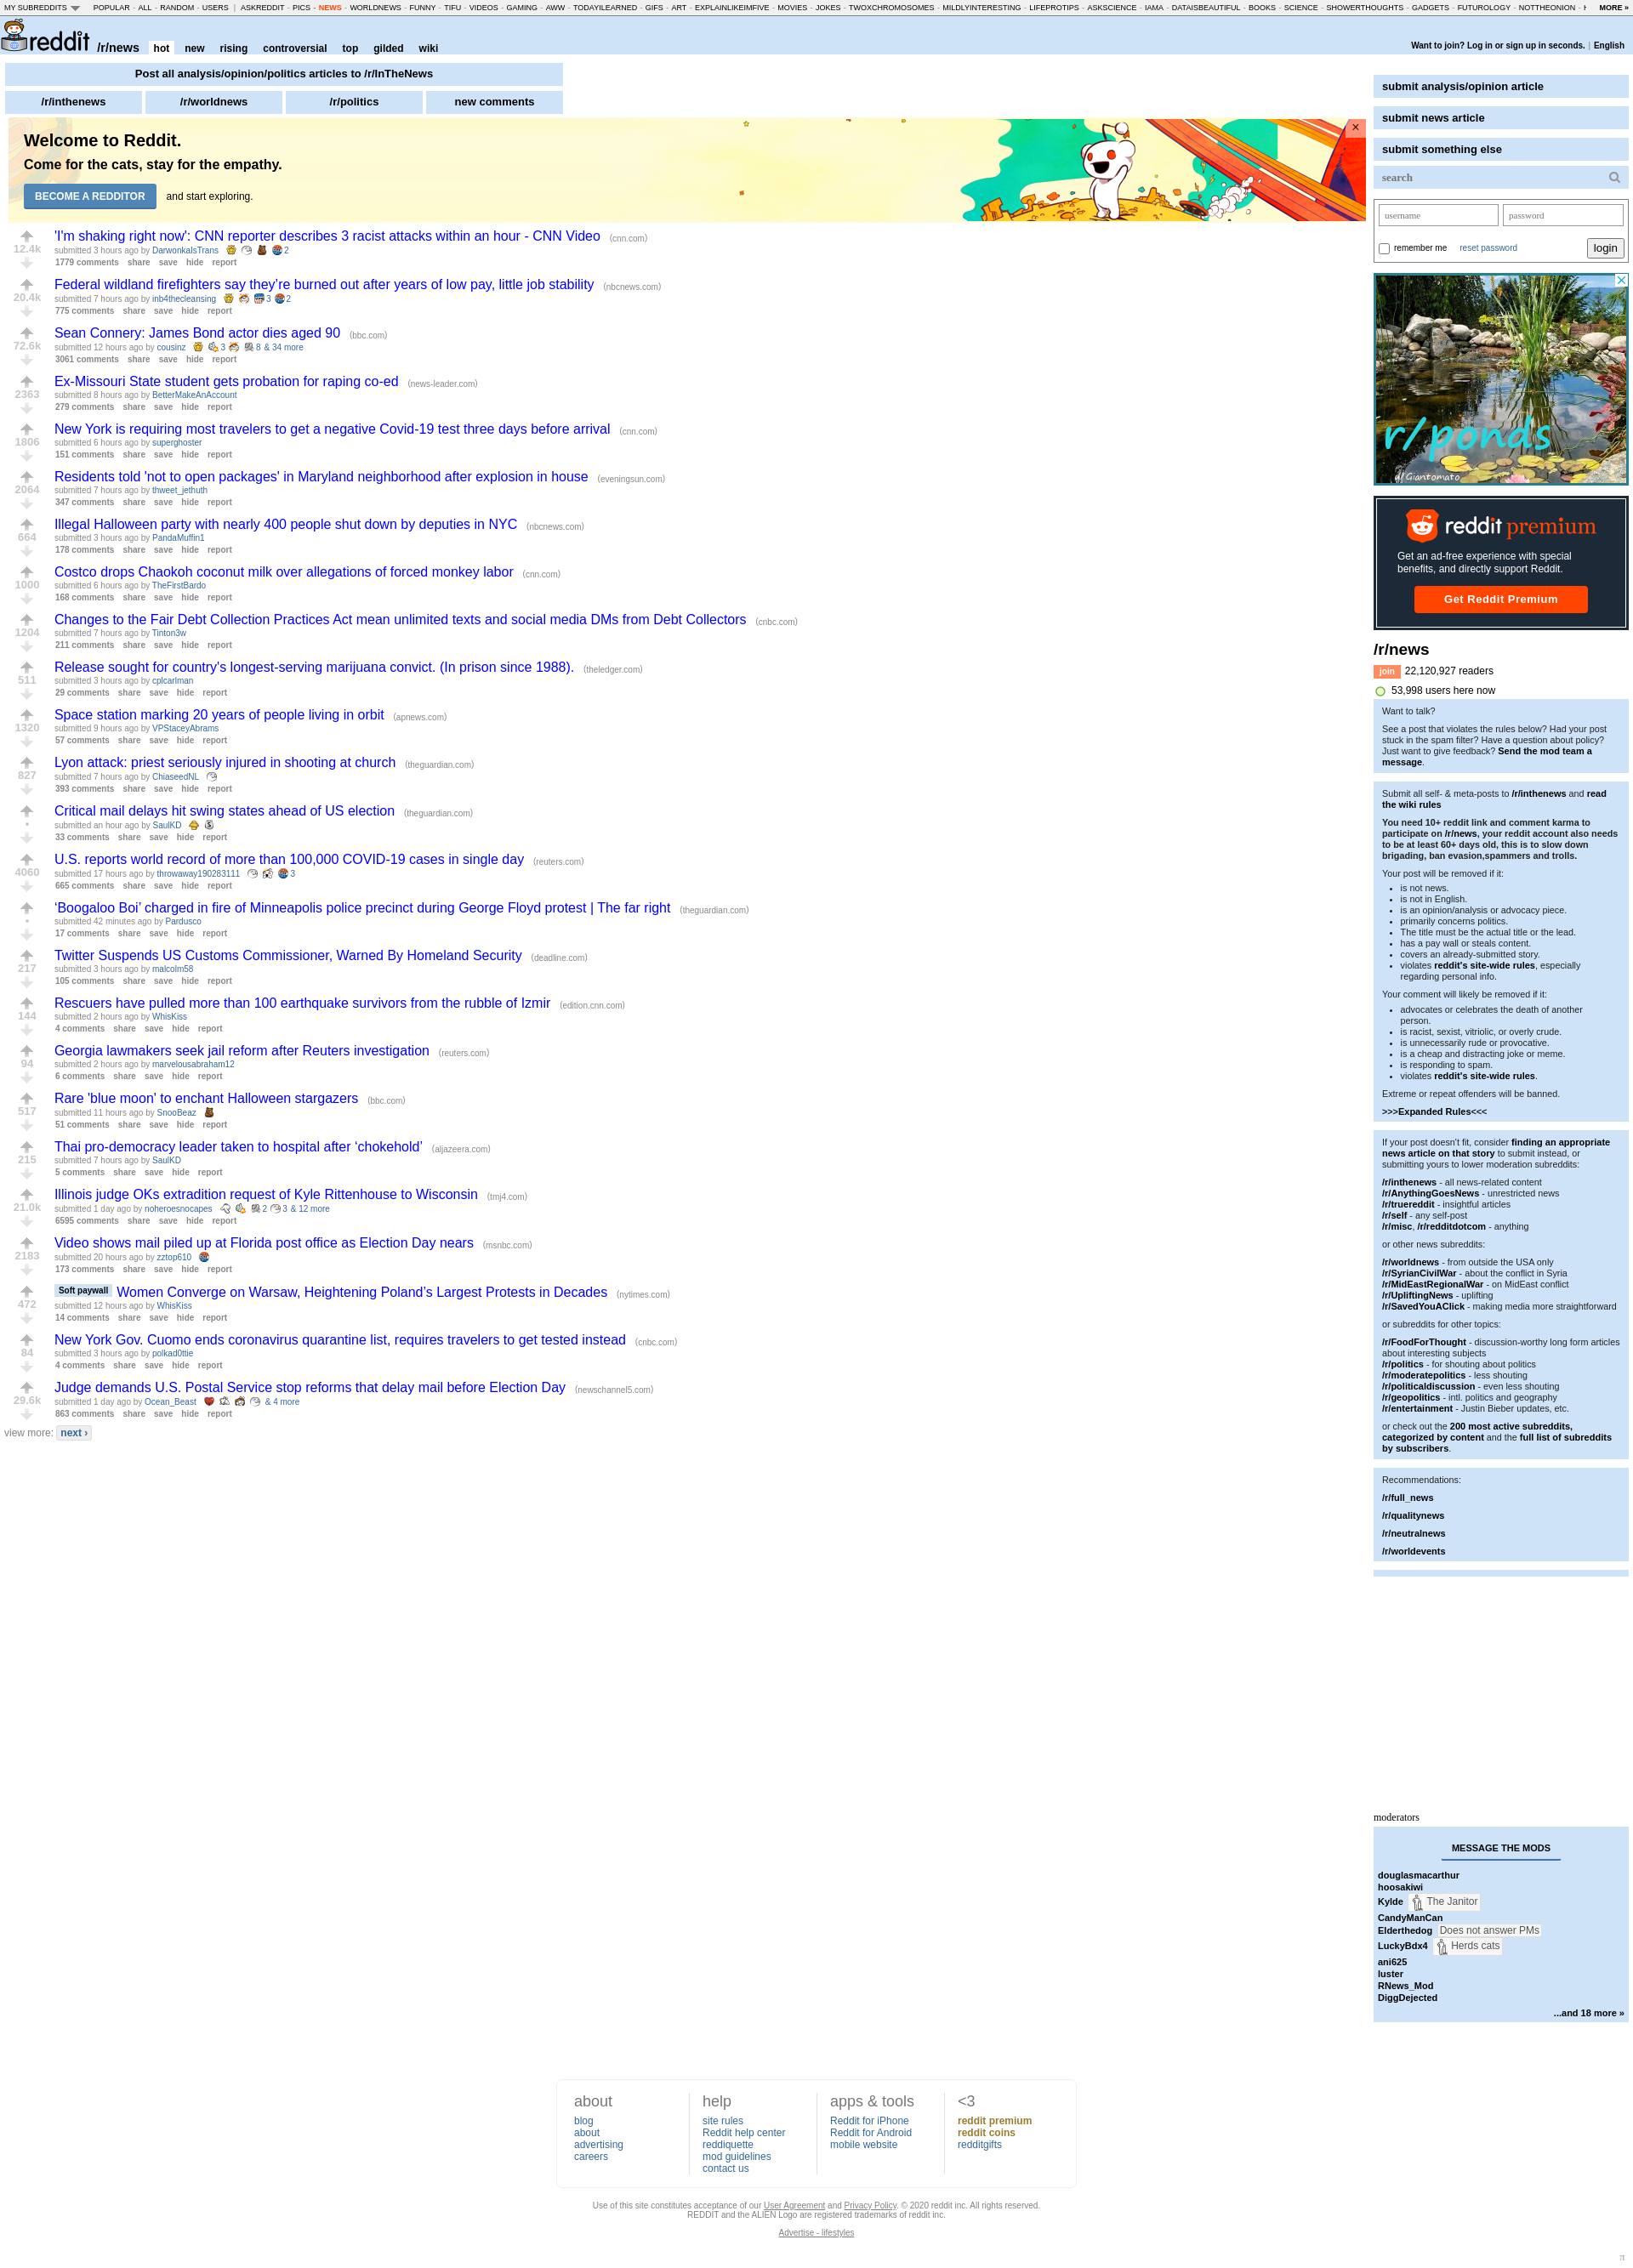 MY SUBREDDITS POPULAR - ALL - RANDOM - USERS | ASKREDDIT - PICS - NEWS - WORLDNEWS - FUNNY - TIFU - VIDEOS - GAMING - AWW - TODAYILEARNED - GIFS - ART - EXPLAINLIKEIMFIVE - MOVIES - JOKES - TWOXCHROMOSOMES - MILDLYINTERESTING - LIFEPROTIPS - ASKSCIENCE - IAMA - DATAISBEAUTIFUL - BOOKS - SCIENCE - SHOWERTHOUGHTS - GADGETS - FUTUROLOGY - NOTTHEONION - MORE »
reddit /r/news hot new rising controversial top gilded wiki
Want to join? Log in or sign up in seconds. | English
Post all analysis/opinion/politics articles to /r/InTheNews
/r/inthenews /r/worldnews /r/politics new comments
Welcome to Reddit.
Come for the cats, stay for the empathy.
BECOME A REDDITOR and start exploring.
×
'I'm shaking right now': CNN reporter describes 3 racist attacks within an hour - CNN Video (cnn.com)
12.4k
submitted 3 hours ago by DarwonkaIsTrans 2
1779 comments share save hide report
Federal wildland firefighters say they’re burned out after years of low pay, little job stability (nbcnews.com)
20.4k
submitted 7 hours ago by inb4thecleansing 3 2
775 comments share save hide report
Sean Connery: James Bond actor dies aged 90 (bbc.com)
72.6k
submitted 12 hours ago by cousinz 3 8 & 34 more
3061 comments share save hide report
Ex-Missouri State student gets probation for raping co-ed (news-leader.com)
2363
submitted 8 hours ago by BetterMakeAnAccount
279 comments share save hide report
New York is requiring most travelers to get a negative Covid-19 test three days before arrival (cnn.com)
1806
submitted 6 hours ago by superghoster
151 comments share save hide report
Residents told 'not to open packages' in Maryland neighborhood after explosion in house (eveningsun.com)
2064
submitted 7 hours ago by thweet_jethuth
347 comments share save hide report
Illegal Halloween party with nearly 400 people shut down by deputies in NYC (nbcnews.com)
664
submitted 3 hours ago by PandaMuffin1
178 comments share save hide report
Costco drops Chaokoh coconut milk over allegations of forced monkey labor (cnn.com)
1000
submitted 6 hours ago by TheFirstBardo
168 comments share save hide report
Changes to the Fair Debt Collection Practices Act mean unlimited texts and social media DMs from Debt Collectors (cnbc.com)
1204
submitted 7 hours ago by Tinton3w
211 comments share save hide report
Release sought for country's longest-serving marijuana convict. (In prison since 1988). (theledger.com)
511
submitted 3 hours ago by cplcarlman
29 comments share save hide report
Space station marking 20 years of people living in orbit (apnews.com)
1320
submitted 9 hours ago by VPStaceyAbrams
57 comments share save hide report
Lyon attack: priest seriously injured in shooting at church (theguardian.com)
827
submitted 7 hours ago by ChiaseedNL
393 comments share save hide report
Critical mail delays hit swing states ahead of US election (theguardian.com)
•
submitted an hour ago by SaulKD
33 comments share save hide report
U.S. reports world record of more than 100,000 COVID-19 cases in single day (reuters.com)
4060
submitted 17 hours ago by throwaway190283111 3
665 comments share save hide report
‘Boogaloo Boi’ charged in fire of Minneapolis police precinct during George Floyd protest | The far right (theguardian.com)
•
submitted 42 minutes ago by Pardusco
17 comments share save hide report
Twitter Suspends US Customs Commissioner, Warned By Homeland Security (deadline.com)
217
submitted 3 hours ago by malcolm58
105 comments share save hide report
Rescuers have pulled more than 100 earthquake survivors from the rubble of Izmir (edition.cnn.com)
144
submitted 2 hours ago by WhisKiss
4 comments share save hide report
Georgia lawmakers seek jail reform after Reuters investigation (reuters.com)
94
submitted 2 hours ago by marvelousabraham12
6 comments share save hide report
Rare 'blue moon' to enchant Halloween stargazers (bbc.com)
517
submitted 11 hours ago by SnooBeaz
51 comments share save hide report
Thai pro-democracy leader taken to hospital after ‘chokehold’ (aljazeera.com)
215
submitted 7 hours ago by SaulKD
5 comments share save hide report
Illinois judge OKs extradition request of Kyle Rittenhouse to Wisconsin (tmj4.com)
21.0k
submitted 1 day ago by noheroesnocapes 2 3 & 12 more
6595 comments share save hide report
Video shows mail piled up at Florida post office as Election Day nears (msnbc.com)
2183
submitted 20 hours ago by zztop610
173 comments share save hide report
Soft paywall Women Converge on Warsaw, Heightening Poland’s Largest Protests in Decades (nytimes.com)
472
submitted 12 hours ago by WhisKiss
14 comments share save hide report
New York Gov. Cuomo ends coronavirus quarantine list, requires travelers to get tested instead (cnbc.com)
84
submitted 3 hours ago by polkad0ttie
4 comments share save hide report
Judge demands U.S. Postal Service stop reforms that delay mail before Election Day (newschannel5.com)
29.6k
submitted 1 day ago by Ocean_Beast & 4 more
863 comments share save hide report
view more: next ›
submit analysis/opinion article
submit news article
submit something else
search
username password
remember me reset password login
r/ponds
d/Giantomato
reddit premium
Get an ad-free experience with special
benefits, and directly support Reddit.
Get Reddit Premium
/r/news
join 22,120,927 readers
53,998 users here now
Want to talk?
See a post that violates the rules below? Had your post
stuck in the spam filter? Have a question about policy?
Just want to give feedback? Send the mod team a
message.
Submit all self- & meta-posts to /r/inthenews and read
the wiki rules
You need 10+ reddit link and comment karma to
participate on /r/news, your reddit account also needs
to be at least 60+ days old, this is to slow down
brigading, ban evasion,spammers and trolls.
Your post will be removed if it:
• is not news.
• is not in English.
• is an opinion/analysis or advocacy piece.
• primarily concerns politics.
• The title must be the actual title or the lead.
• has a pay wall or steals content.
• covers an already-submitted story.
• violates reddit's site-wide rules, especially
regarding personal info.
Your comment will likely be removed if it:
• advocates or celebrates the death of another
person.
• is racist, sexist, vitriolic, or overly crude.
• is unnecessarily rude or provocative.
• is a cheap and distracting joke or meme.
• is responding to spam.
• violates reddit's site-wide rules.
Extreme or repeat offenders will be banned.
>>>Expanded Rules<<<
If your post doesn't fit, consider finding an appropriate
news article on that story to submit instead, or
submitting yours to lower moderation subreddits:
/r/inthenews - all news-related content
/r/AnythingGoesNews - unrestricted news
/r/truereddit - insightful articles
/r/self - any self-post
/r/misc, /r/redditdotcom - anything
or other news subreddits:
/r/worldnews - from outside the USA only
/r/SyrianCivilWar - about the conflict in Syria
/r/MidEastRegionalWar - on MidEast conflict
/r/UpliftingNews - uplifting
/r/SavedYouAClick - making media more straightforward
or subreddits for other topics:
/r/FoodForThought - discussion-worthy long form articles
about interesting subjects
/r/politics - for shouting about politics
/r/moderatepolitics - less shouting
/r/politicaldiscussion - even less shouting
/r/geopolitics - intl. politics and geography
/r/entertainment - Justin Bieber updates, etc.
or check out the 200 most active subreddits,
categorized by content and the full list of subreddits
by subscribers.
Recommendations:
/r/full_news
/r/qualitynews
/r/neutralnews
/r/worldevents
moderators
MESSAGE THE MODS
douglasmacarthur
hoosakiwi
Kylde The Janitor
CandyManCan
Elderthedog Does not answer PMs
LuckyBdx4 Herds cats
ani625
luster
RNews_Mod
DiggDejected
...and 18 more »
about
blog
about
advertising
careers
help
site rules
Reddit help center
reddiquette
mod guidelines
contact us
apps & tools
Reddit for iPhone
Reddit for Android
mobile website
<3
reddit premium
reddit coins
redditgifts
Use of this site constitutes acceptance of our User Agreement and Privacy Policy. © 2020 reddit inc. All rights reserved.
REDDIT and the ALIEN Logo are registered trademarks of reddit inc.
Advertise - lifestyles
π